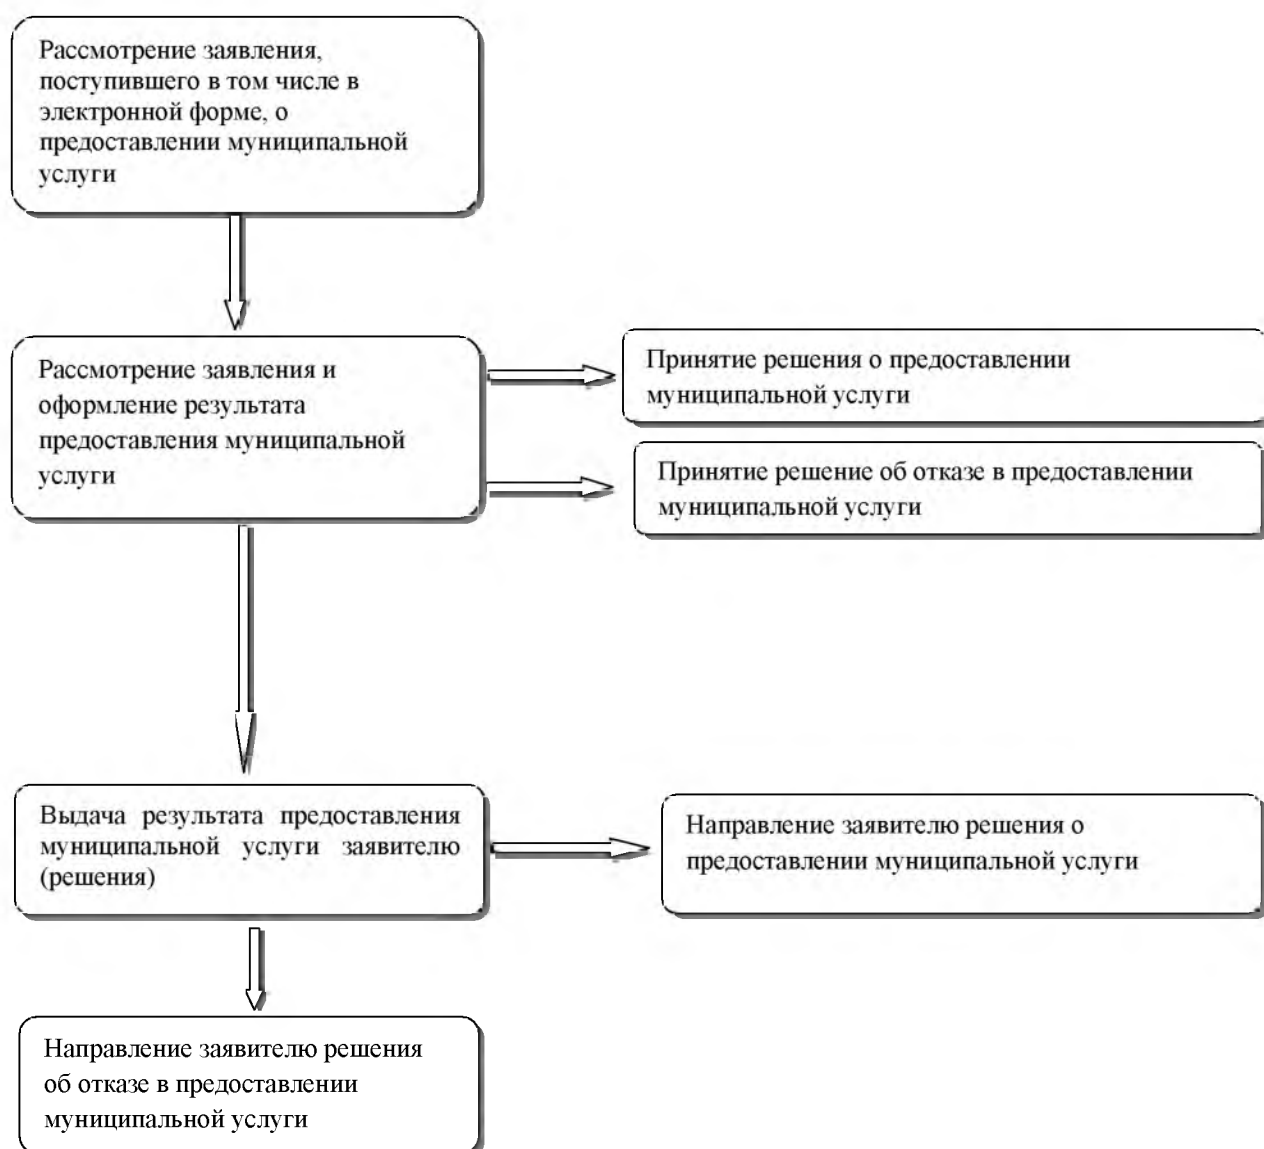 Рассмотрение заявления,
поступившего в том числе в
электронной форме, о
предоставлении муниципальной
услуги
Рассмотрение заявления и
оформление результата
предоставления муниципальной
услуги
Принятие решения о предоставлении
муниципальной услуги
Принятие решение об отказе в предоставлении
муниципальной услуги
Выдача результата предоставления
муниципальной услуги заявителю
(решения)
Направление заявителю решения о
предоставлении муниципальной услуги
Направление заявителю решения
об отказе в предоставлении
муниципальной услуги